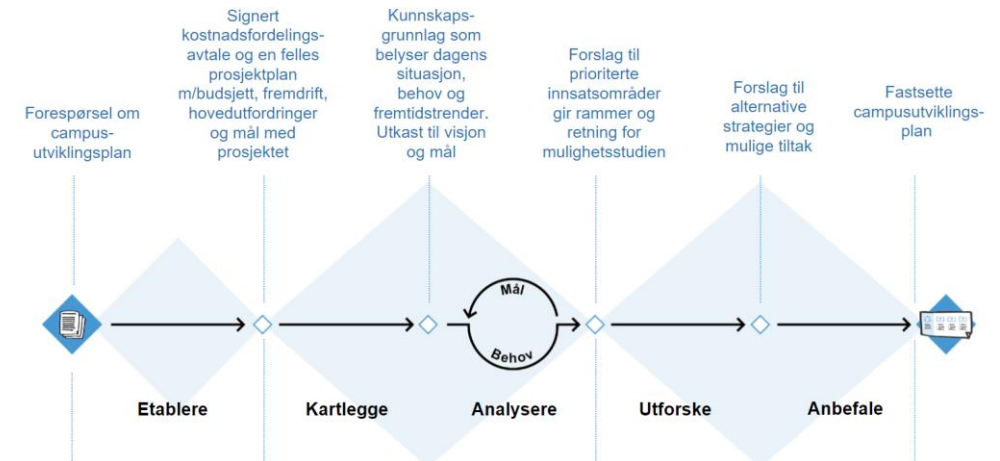 Forespørsel om
campus-
utviklingsplan
Signert
kostnadsfordelings-
avtale og en felles
prosjektplan
m/budsjett, fremdrift,
hovedutfordringer
og mål med
prosjektet
Kunnskaps-
grunnlag som
belyser dagens
situasjon,
behov og
fremtidstrender.
Utkast til visjon
og mål
Forslag til
prioriterte
innsatsområder
gir rammer og
retning for
mulighetsstudien
Forslag til
alternative
strategier og
mulige tiltak
Fastsette
campusutviklings-
plan
Mål
Behov
Etablere
Kartlegge
Analysere
Utforske
Anbefale